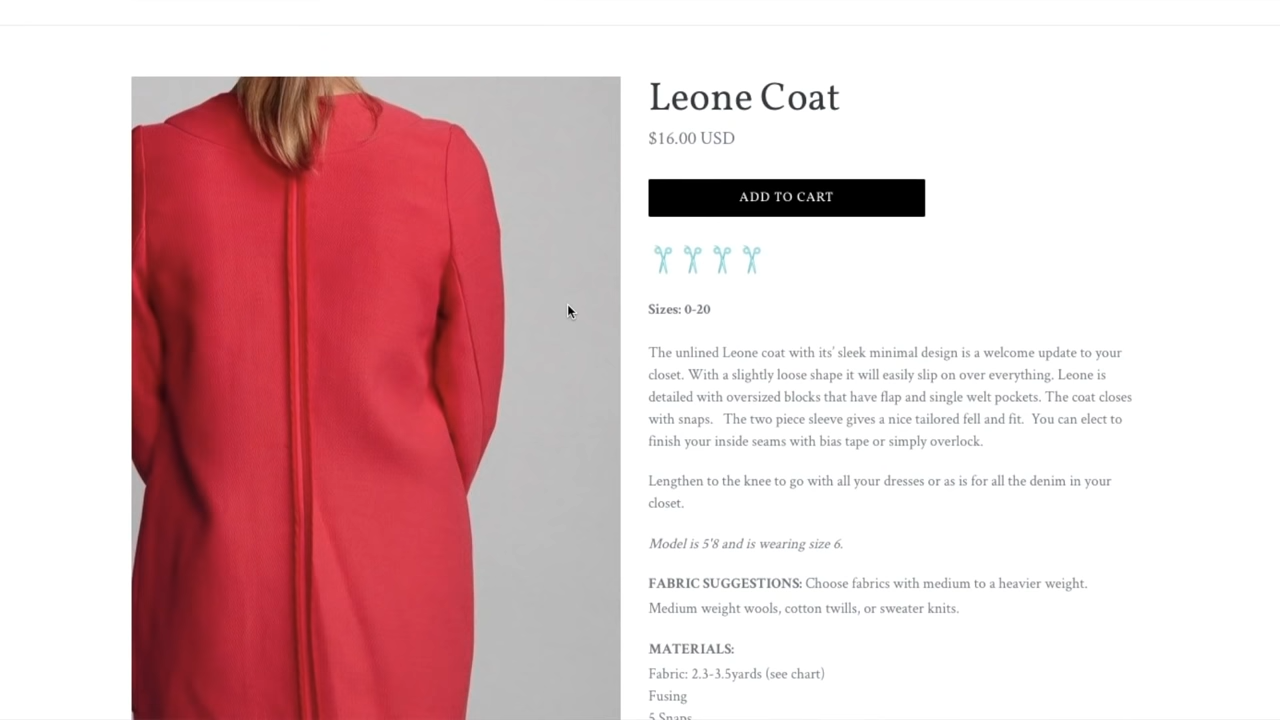 Leone Coat
$16.00 USD
ADD TO CART
Sizes: 0-20
The unlined Leone coat with its' sleek minimal design is a welcome update to your
closet. With a slightly loose shape it will easily slip on over everything. Leone is
detailed with oversized blocks that have flap and single welt pockets. The coat closes
with snaps. The two piece sleeve gives a nice tailored fell and fit. You can elect to
finish your inside seams with bias tape or simply overlock.
Lengthen to the knee to go with all your dresses or as is for all the denim in your
closet.
Model is 5'8 and is wearing size 6.
FABRIC SUGGESTIONS: Choose fabrics with medium to a heavier weight.
Medium weight wools, cotton twills, or sweater knits.
MATERIALS:
Fabric: 2.3-3.5yards (see chart)
Fusing
5 Snaps